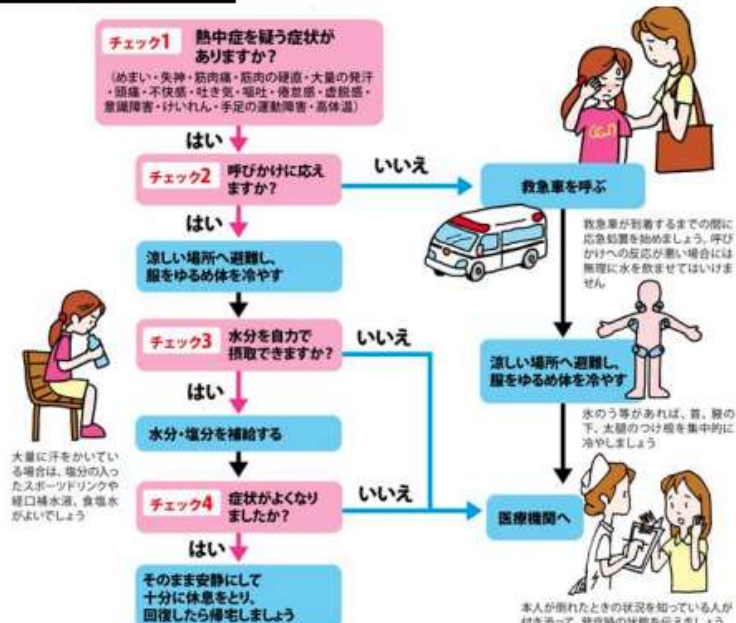 チェック1 熱中症を疑う症状が
ありますか?
(めまい・失神・筋肉痛・筋肉の硬直・大量の発汗
・頭痛・不快感・吐き気・嘔吐・倦怠感・虚脱感・
意識障害・けいれん・手足の運動障害・高体温)
はい
チェック2 呼びかけに応え
ますか?
いいえ
救急車を呼ぶ
救急車が到着するまでの間に
応急処置を始めましょう。呼び
かけへの反応が悪い場合には
無理に水を飲ませてはいけま
せん
はい
涼しい場所へ避難し、
服をゆるめ体を冷やす
チェック3 水分を自力で
摂取できますか?
いいえ
涼しい場所へ避難し、
服をゆるめ体を冷やす
氷のう等があれば、首、腋の
下、太腿のつけ根を集中的に
冷やしましょう
はい
水分・塩分を補給する
大量に汗をかいてい
る場合は、塩分の入っ
たスポーツドリンクや
経口補水液、食塩水
がよいでしょう
チェック4 症状がよくなり
ましたか?
いいえ
医療機関へ
はい
そのまま安静にして
十分に休息をとり、
回復したら帰宅しましょう
本人が倒れたときの状況を知っている人が
付き添って、発症時の状態を伝えましょう